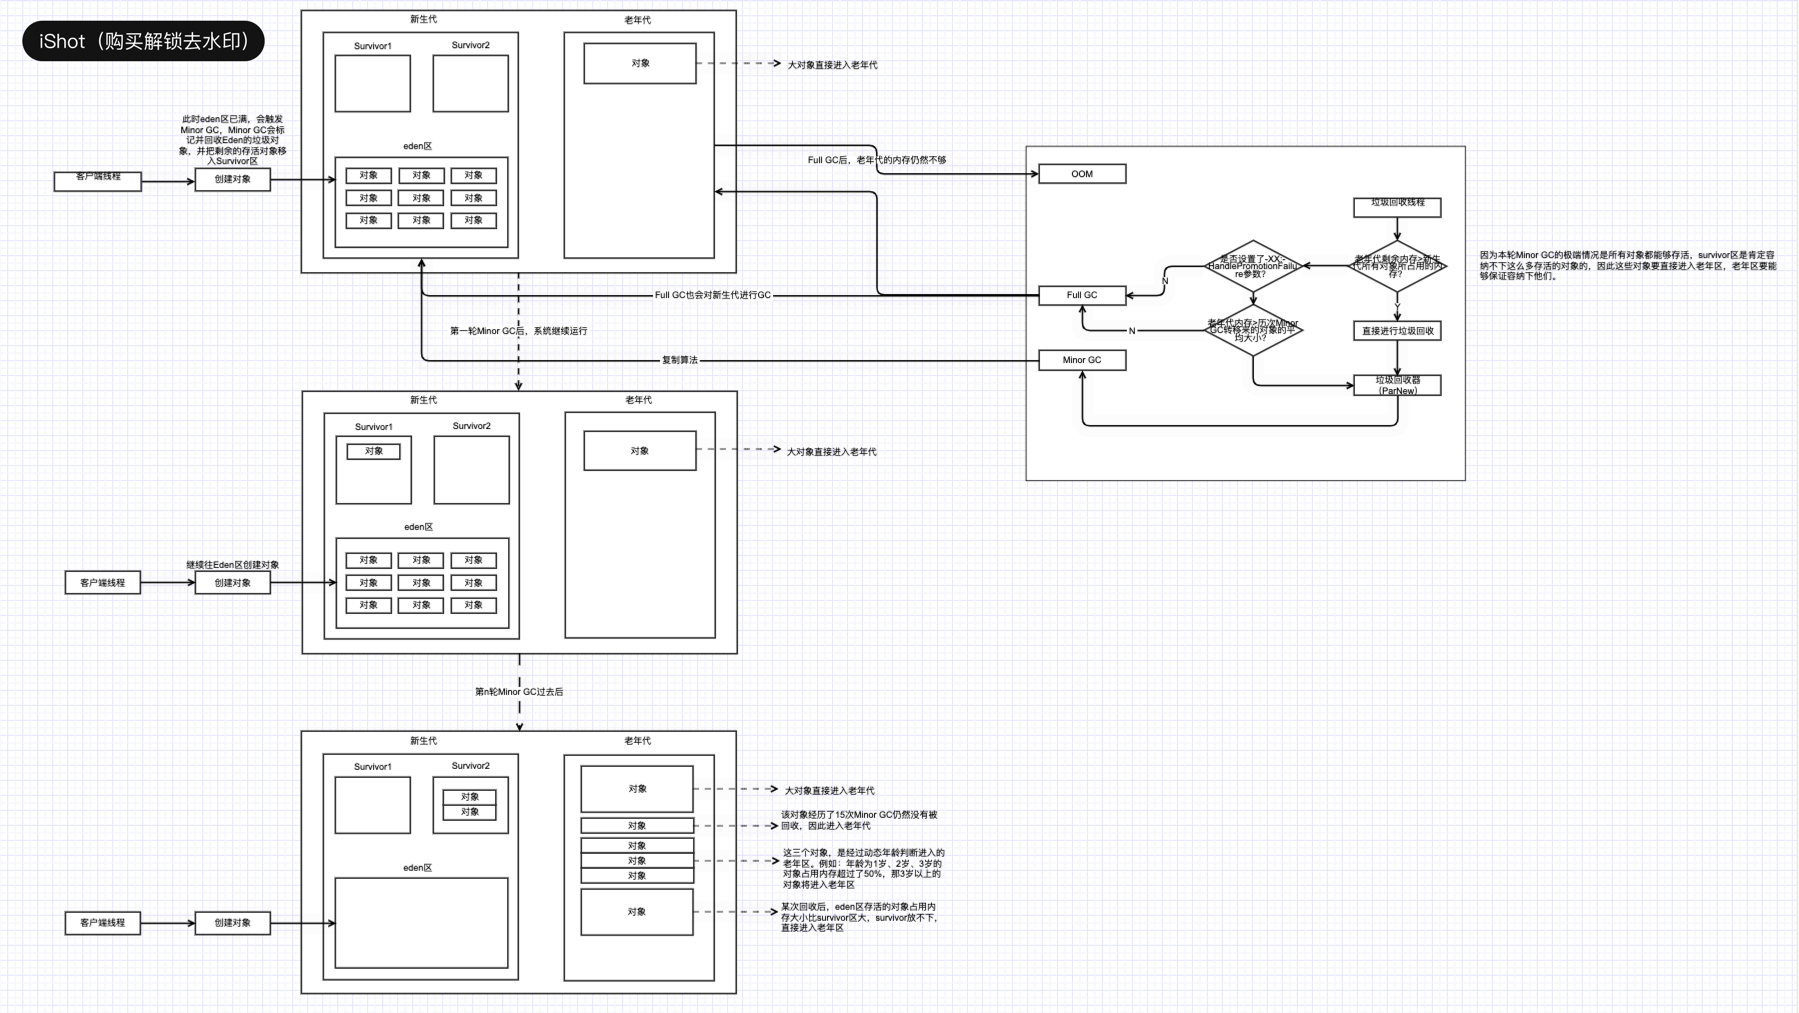 iShot（购买解锁去水印）
新生代
老年代
Survivor1
Survivor2
对象
大对象直接进入老年代
此时eden区已满，会触发
Minor GC，Minor GC会标
记并回收Eden的垃圾对
象，并把剩余的存活对象移
入Survivor区
eden区
客户端线程
创建对象
对象
对象
对象
对象
对象
对象
对象
对象
对象
Full GC后，老年代的内存仍然不够
OOM
垃圾回收线程
老年代剩余内存>新生
代所有对象所占用的内
存？
因为本轮Minor GC的极端情况是所有对象都能够存活，survivor区是肯定容
纳不下这么多存活的对象的，因此这些对象要直接进入老年区，老年区要能
够保证容纳下他们。
是否设置了-XX:-
HandlePromotionFailu
re参数？
N
Y
Full GC
Full GC也会对新生代进行GC
老年代内存>历次Minor
GC转移来的对象的平
均大小？
N
直接进行垃圾回收
第一轮Minor GC后，系统继续运行
复制算法
Minor GC
垃圾回收器
（ParNew）
新生代
老年代
Survivor1
Survivor2
对象
对象
大对象直接进入老年代
eden区
继续往Eden区创建对象
客户端线程
创建对象
对象
对象
对象
对象
对象
对象
对象
对象
对象
第n轮Minor GC过去后
新生代
老年代
Survivor1
Survivor2
对象
对象
对象
大对象直接进入老年代
对象
该对象经历了15次Minor GC仍然没有被
回收，因此进入老年代
对象
对象
对象
这三个对象，是经过动态年龄判断进入的
老年区。例如：年龄为1岁、2岁、3岁的
对象占用内存超过了50%，那3岁以上的
对象将进入老年区
eden区
对象
某次回收后，eden区存活的对象占用内
存大小比survivor区大，survivor放不下，
直接进入老年区
客户端线程
创建对象